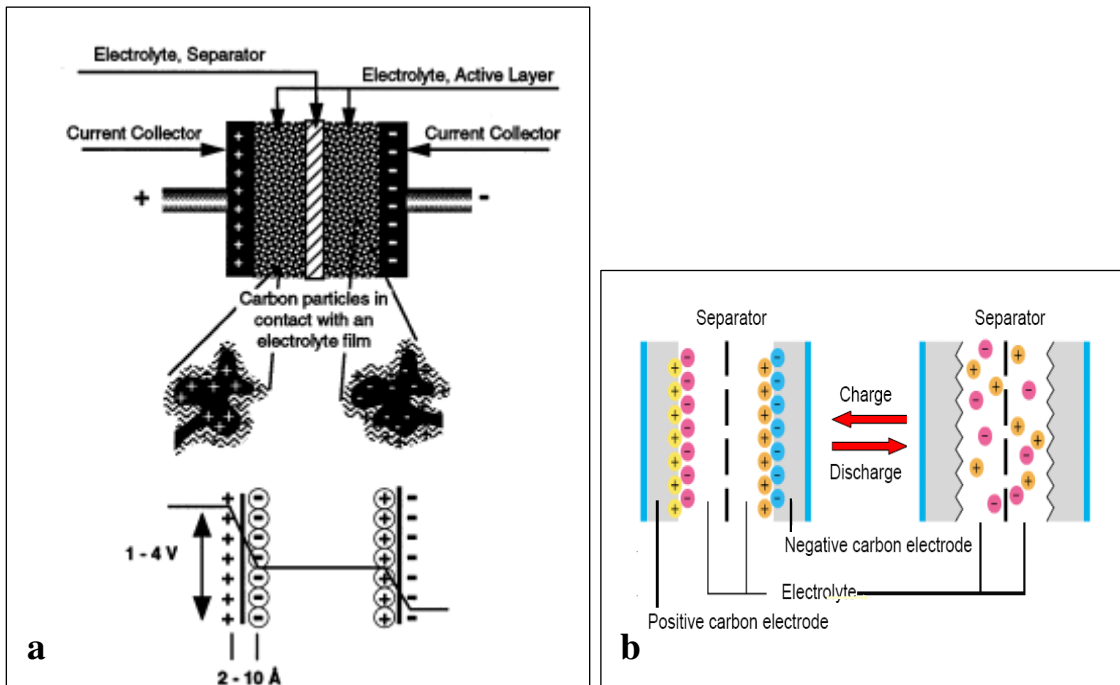 Electrolyte, Separator
Electrolyte, Active Layer
Current Collector
Current Collector
+
-
Carbon particles in
contact with an
electrolyte film
1 - 4 V
2 - 10 Å
a
Separator
Separator
Charge
Discharge
Negative carbon electrode
Electrolyte
Positive carbon electrode
b